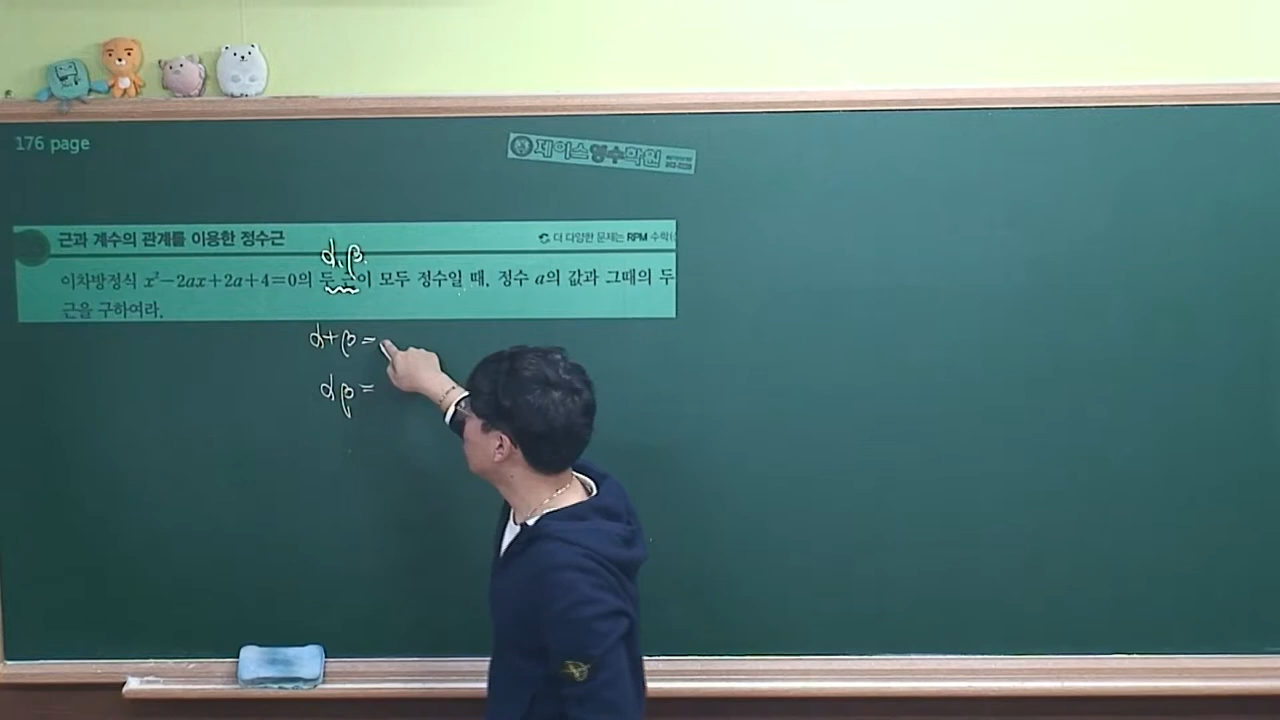 176 page
제이스영수학원
근과 계수의 관계를 이용한 정수근
더 다양한 문제는 RPM 수학(
α, β
이차방정식 x²-2ax+2a+4=0의 두 근이 모두 정수일 때, 정수 a의 값과 그때의 두
근을 구하여라.
α+β=
αβ=